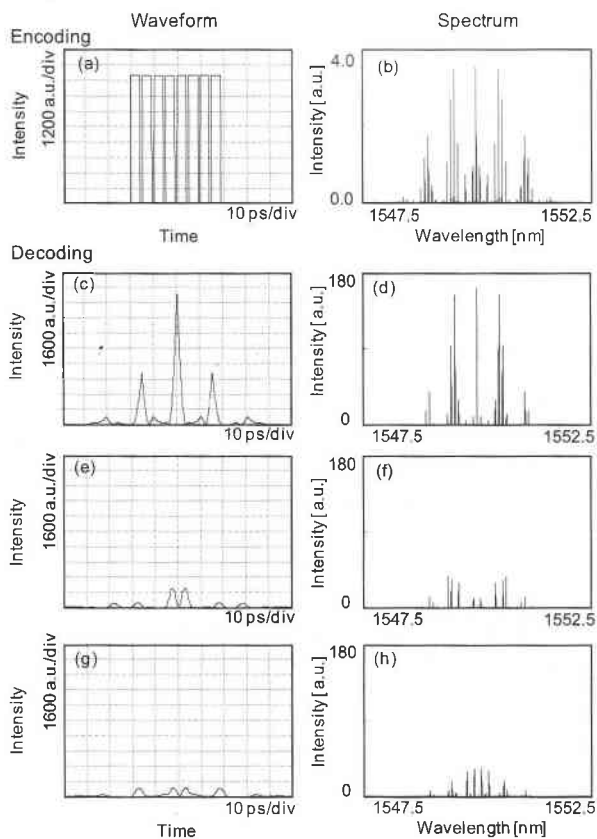 Waveform Spectrum
Encoding
(a)
Intensity
1200 a.u./div
10 ps/div
Time
(b)
4.0
Intensity [a.u.]
0.0
1547.5 1552.5
Wavelength [nm]
Decoding
(c)
Intensity
1600 a.u./div
10 ps/div
(d)
180
Intensity [a.u.]
0
1547.5 1552.5
(e)
Intensity
1600 a.u./div
10 ps/div
(f)
180
Intensity [a.u.]
0
1547.5 1552.5
(g)
Intensity
1600 a.u./div
10 ps/div
Time
(h)
180
Intensity [a.u.]
0
1547.5 1552.5
Wavelength [nm]